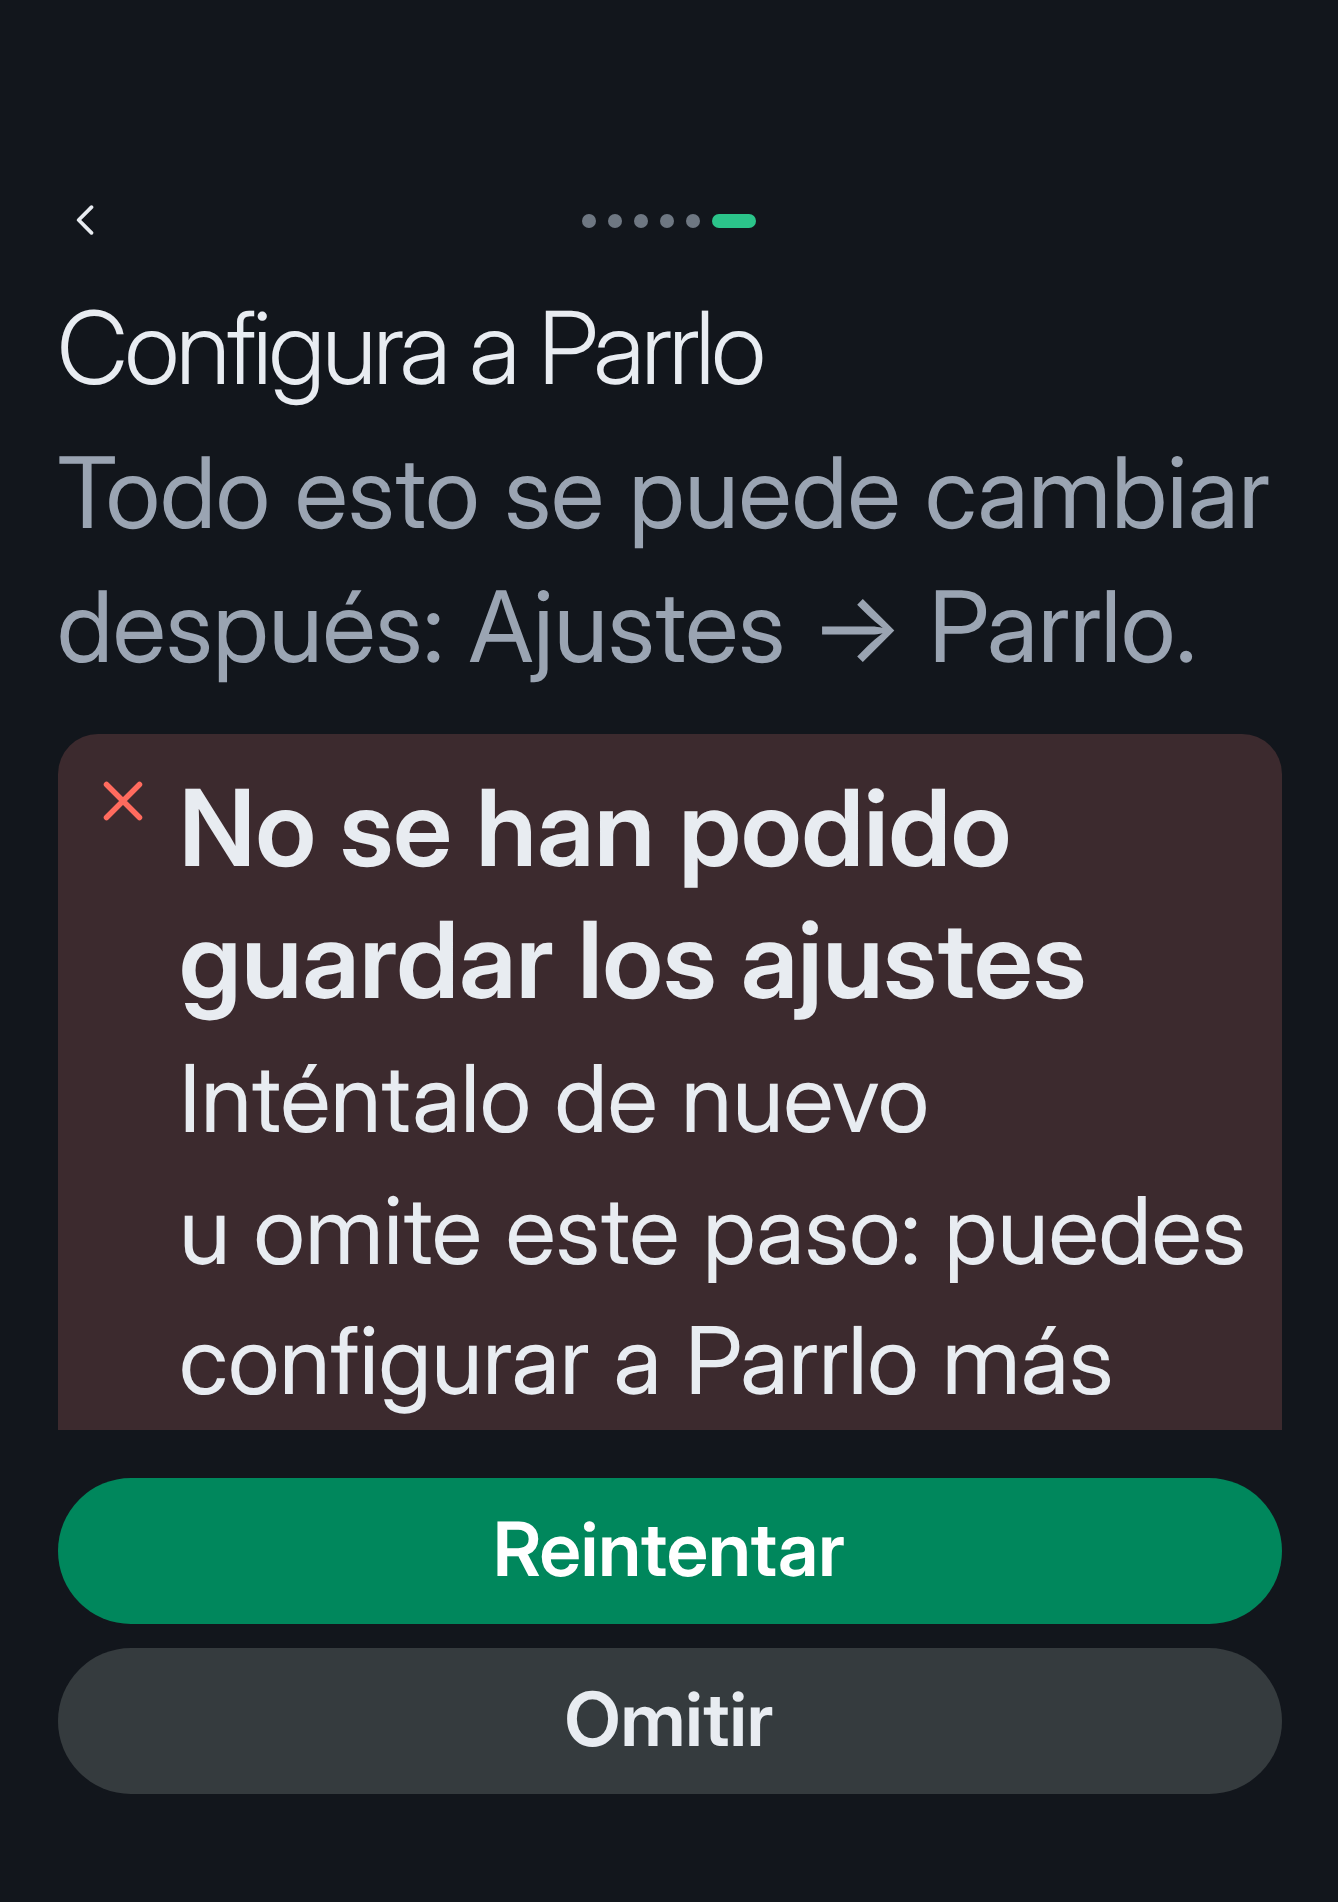 Configura a Parrlo
Todo esto se puede cambiar
después: Ajustes → Parrlo.
No se han podido
guardar los ajustes
Inténtalo de nuevo
u omite este paso: puedes
configurar a Parrlo más
Reintentar
Omitir